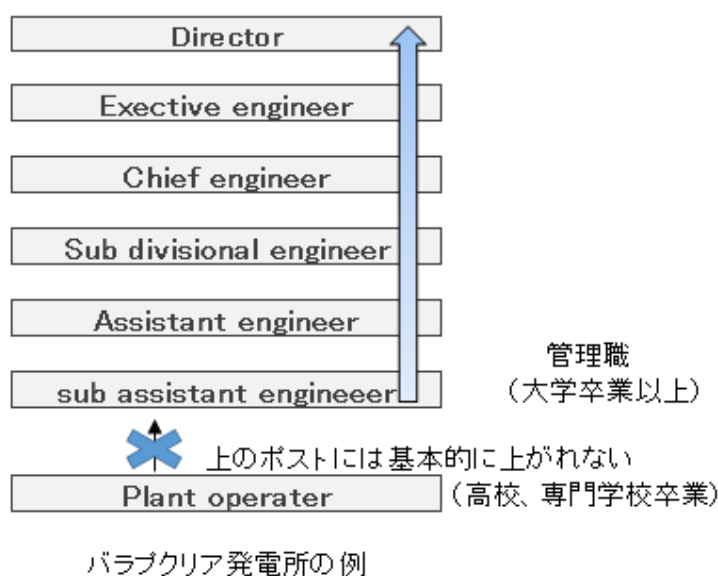 Director
Exective engineer
Chief engineer
Sub divisional engineer
Assistant engineer
管理職
sub assistant engineeer
（大学卒業以上）
上のポストには基本的に上がれない
Plant operater
（高校、専門学校卒業）
バラプクリア発電所の例